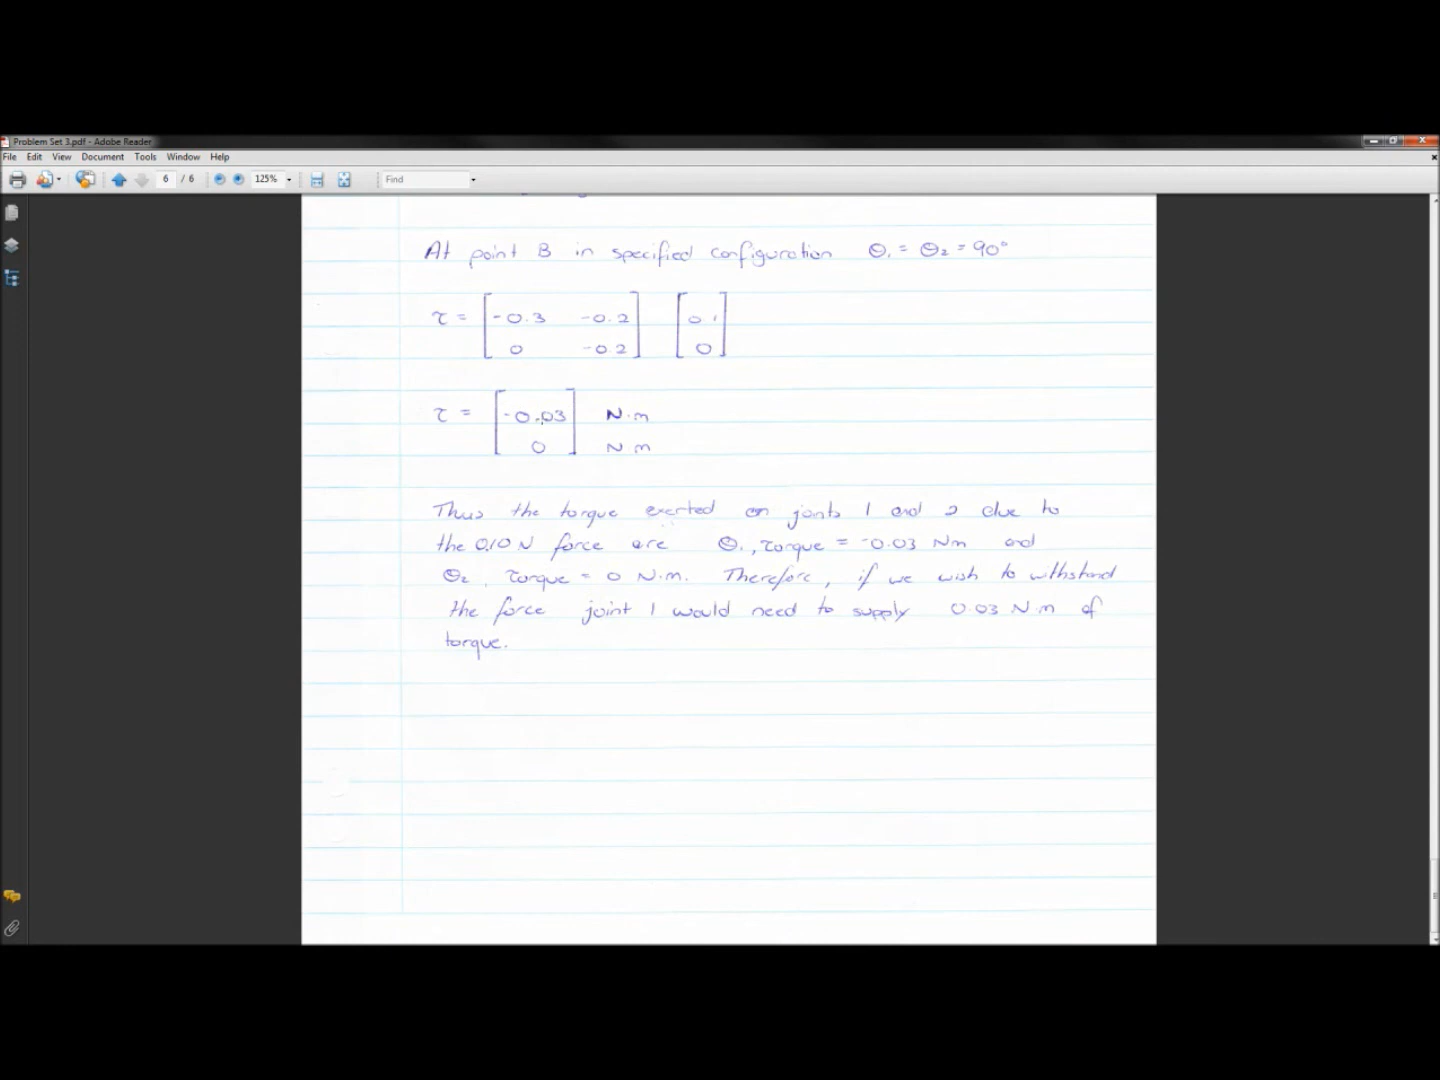 Problem Set 3.pdf - Adobe Reader
File Edit View Document Tools Window Help
6 / 6 125% Find
At point B in specified configuration Θ₁ = Θ₂ = 90°
τ = [ -0.3 -0.2 ] [ 0.1 ]
0 -0.2 0
τ = [ -0.03 ] N.m
0 N.m
Thus the torque exerted on joints 1 and 2 due to
the 0.10 N force are Θ₁, τorque = -0.03 Nm and
Θ₂, τorque = 0 N.m. Therefore, if we wish to withstand
the force joint 1 would need to supply 0.03 N.m of
torque.